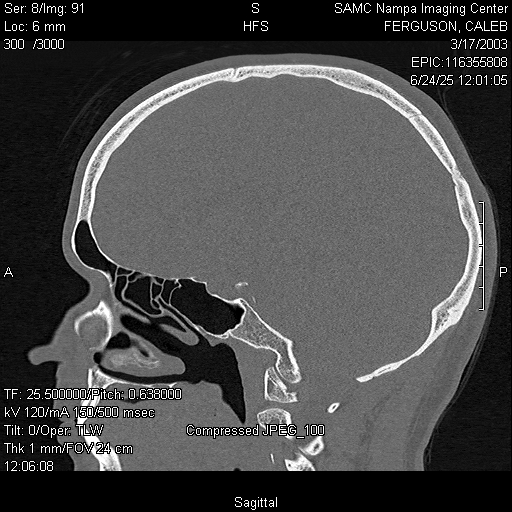 Ser: 8/Img: 91
S
SAMC Nampa Imaging Center
Loc: 6 mm
HFS
FERGUSON, CALEB
300 /3000
3/17/2003
EPIC:116355808
6/24/25 12:01:05
A
P
TF: 25.500000/Pitch: 0.638000
kV 120/mA 150/500 msec
Tilt: 0/Oper: TLW
Compressed JPEG_100
Thk 1 mm/FOV 24 cm
12:06:08
Sagittal